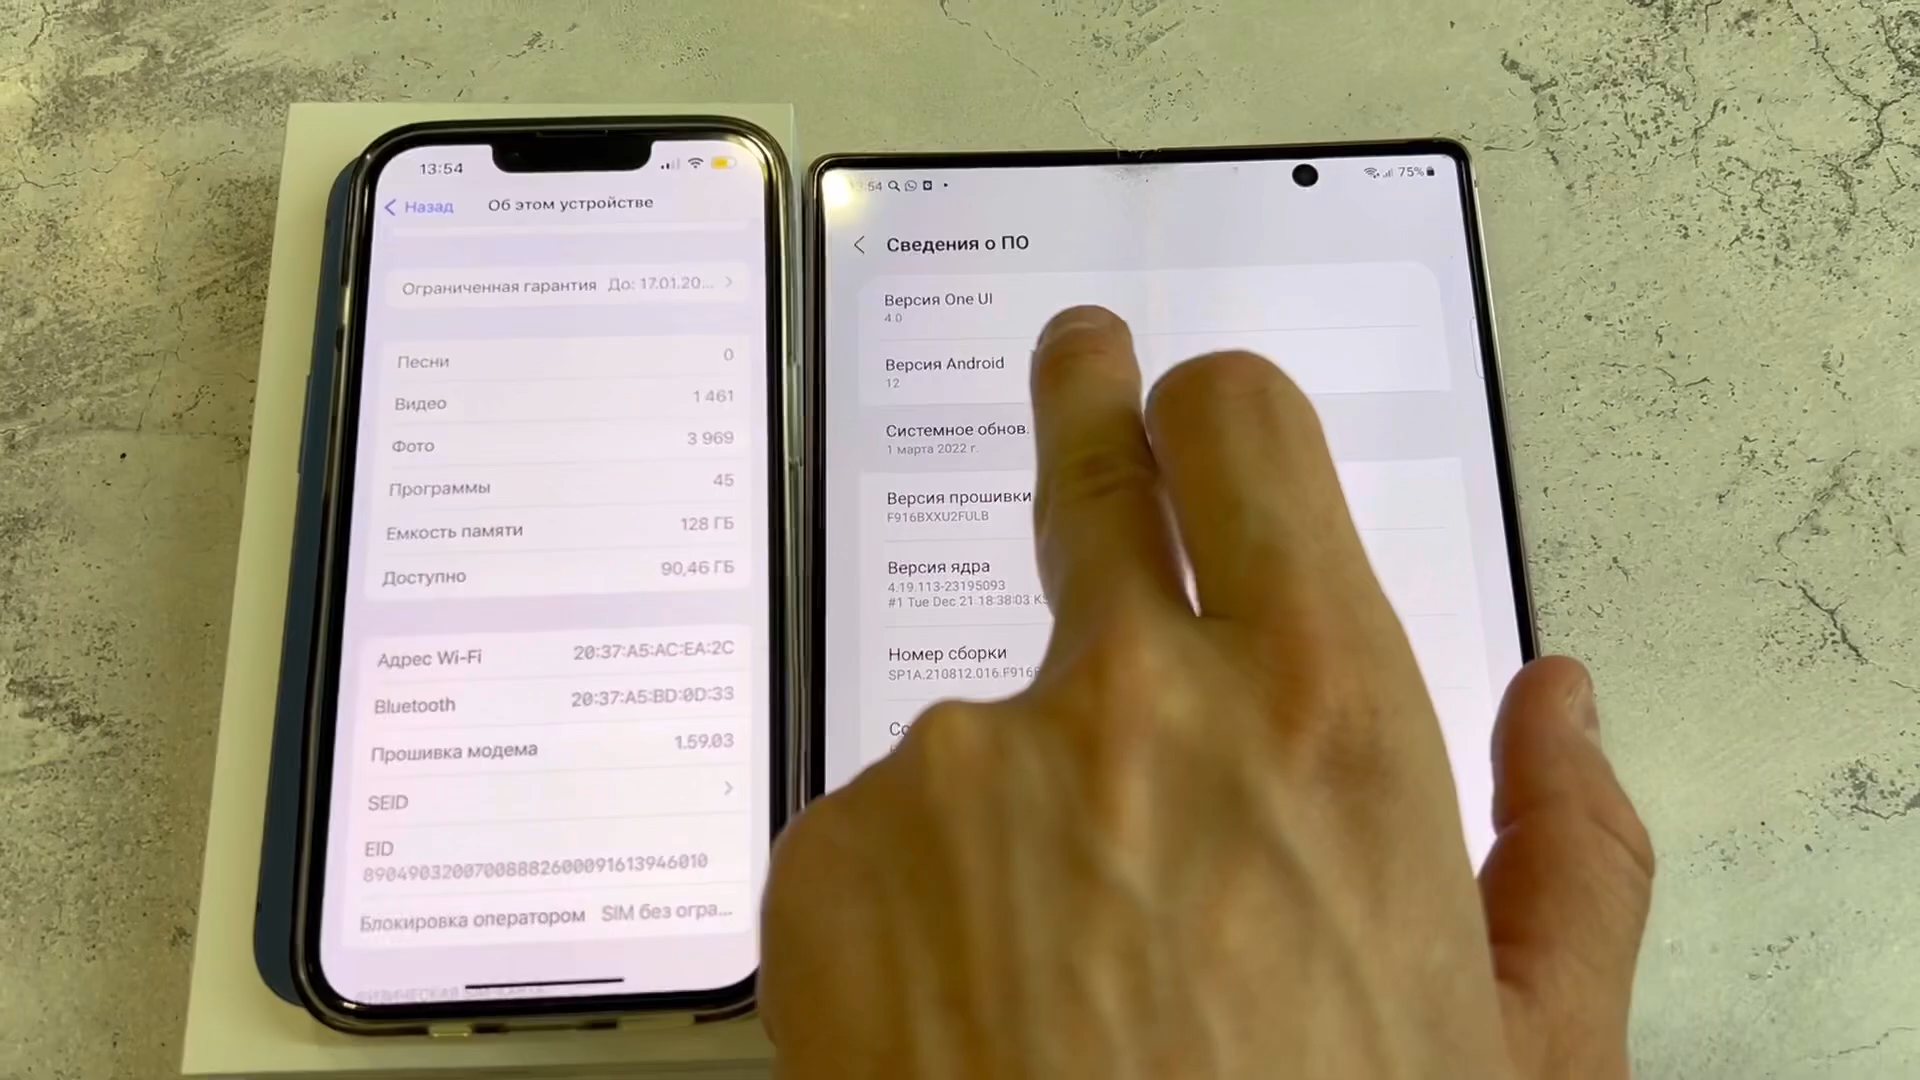 13:54
Назад
Об этом устройстве
Ограниченная гарантия До: 17.01.20...
Песни 0
Видео 1 461
Фото 3 969
Программы 45
Емкость памяти 128 ГБ
Доступно 90,46 ГБ
Адрес Wi-Fi 20:37:A5:AC:EA:2C
Bluetooth 20:37:A5:BD:0D:33
Прошивка модема 1.59.03
SEID
EID
89049032007008882600091613946010
Блокировка оператором SIM без огра...
:54
75%
Сведения о ПО
Версия One UI
4.0
Версия Android
12
Системное обнов.
1 марта 2022 г.
Версия прошивки
F916BXXU2FULB
Версия ядра
4.19.113-23195093
#1 Tue Dec 21 18:38:03 KS
Номер сборки
SP1A.210812.016.F916